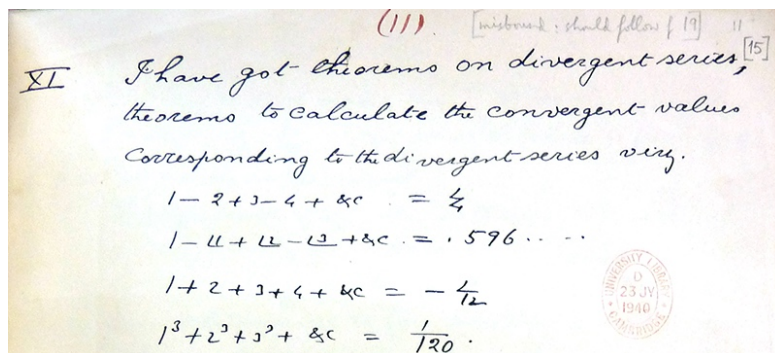 (11) [misbound: should follow f 19] 11
[15]
XI I have got theorems on divergent series,
theorems to calculate the convergent values
corresponding to the divergent series viz.
1 - 2 + 3 - 4 + &c = 1/4
1 - ∟1 + ∟2 - ∟3 + &c = .596.....
1 + 2 + 3 + 4 + &c = - 1/12
1³ + 2³ + 3³ + &c = 1/120.
UNIVERSITY LIBRARY
D
23 JY
1940
CAMBRIDGE